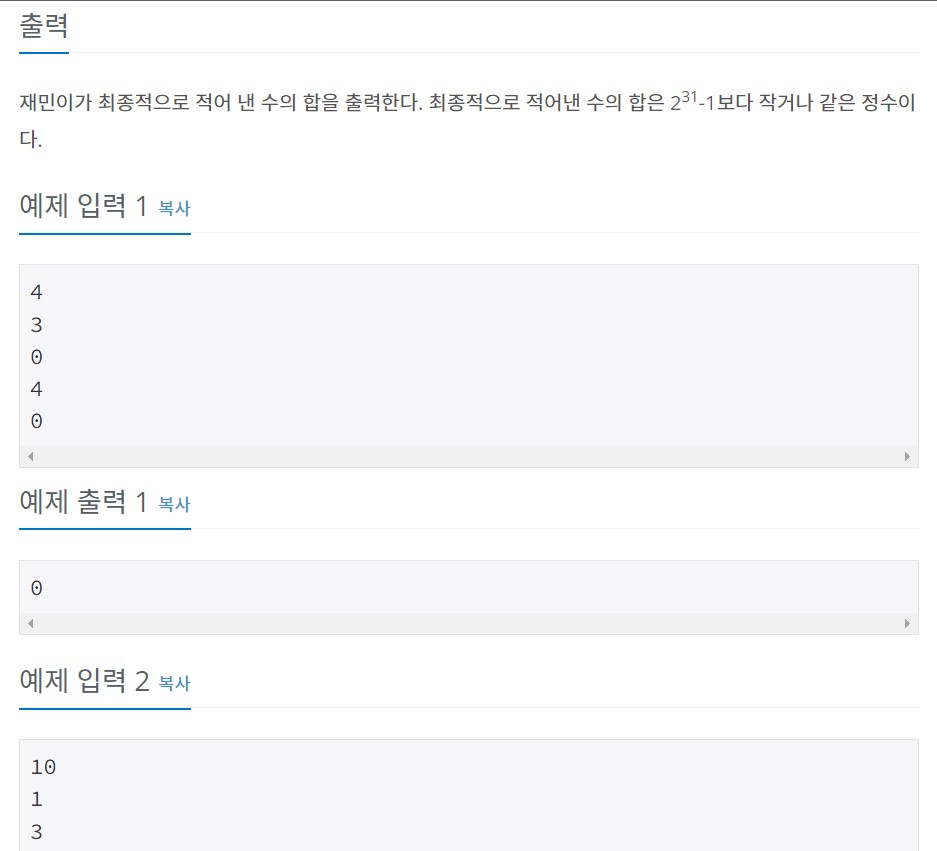 출력
재민이가 최종적으로 적어 낸 수의 합을 출력한다. 최종적으로 적어낸 수의 합은 2³¹-1보다 작거나 같은 정수이
다.
예제 입력 1 복사
4
3
0
4
0
예제 출력 1 복사
0
예제 입력 2 복사
10
1
3